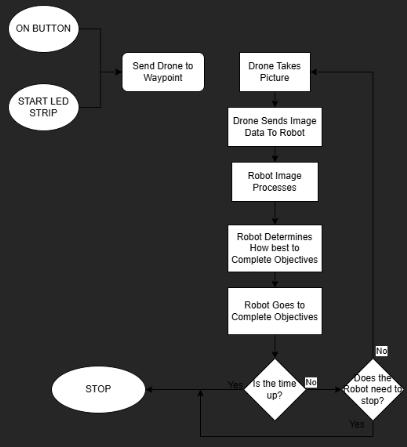 ON BUTTON
START LED
STRIP
Send Drone to
Waypoint
Drone Takes
Picture
Drone Sends Image
Data To Robot
Robot Image
Processes
Robot Determines
How best to
Complete Objectives
Robot Goes to
Complete Objectives
Is the time
up?
Yes
STOP
No
Does the
Robot need to
stop?
No
Yes